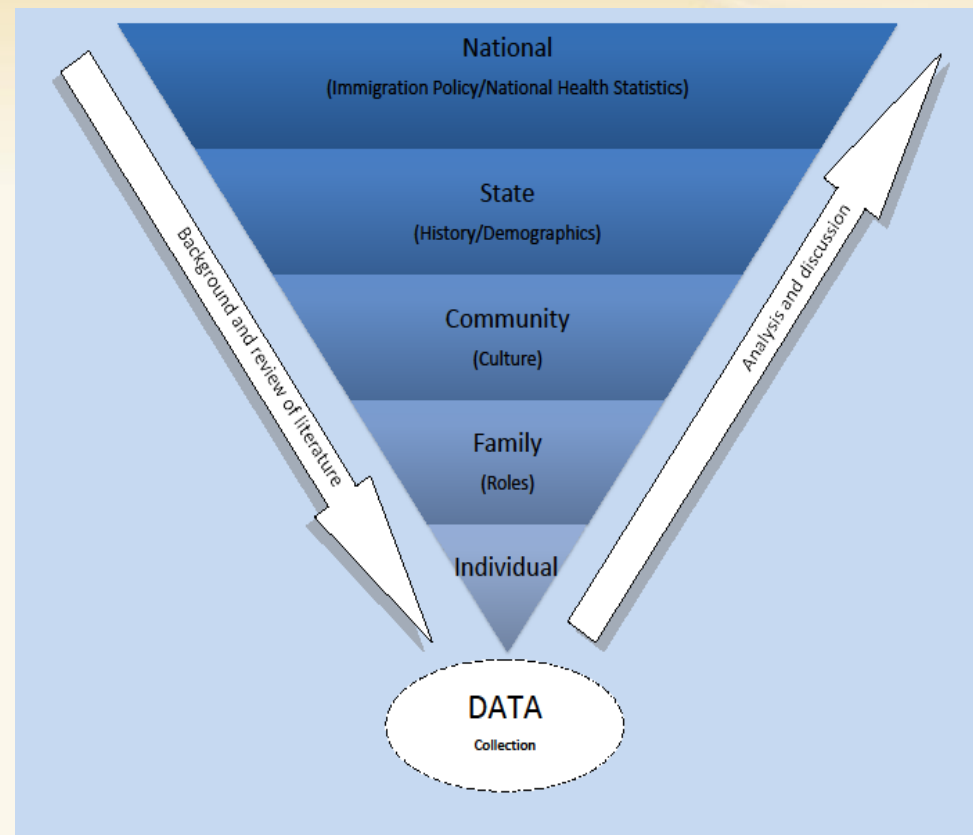 National
(Immigration Policy/National Health Statistics)
State
(History/Demographics)
Community
(Culture)
Family
(Roles)
Individual
Background and review of literature
Analysis and discussion
DATA
Collection